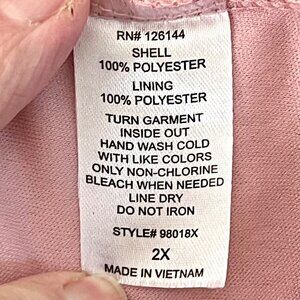 RN# 126144
SHELL
100% POLYESTER
LINING
100% POLYESTER
TURN GARMENT
INSIDE OUT
HAND WASH COLD
WITH LIKE COLORS
ONLY NON-CHLORINE
BLEACH WHEN NEEDED
LINE DRY
DO NOT IRON
STYLE# 98018X
2X
MADE IN VIETNAM